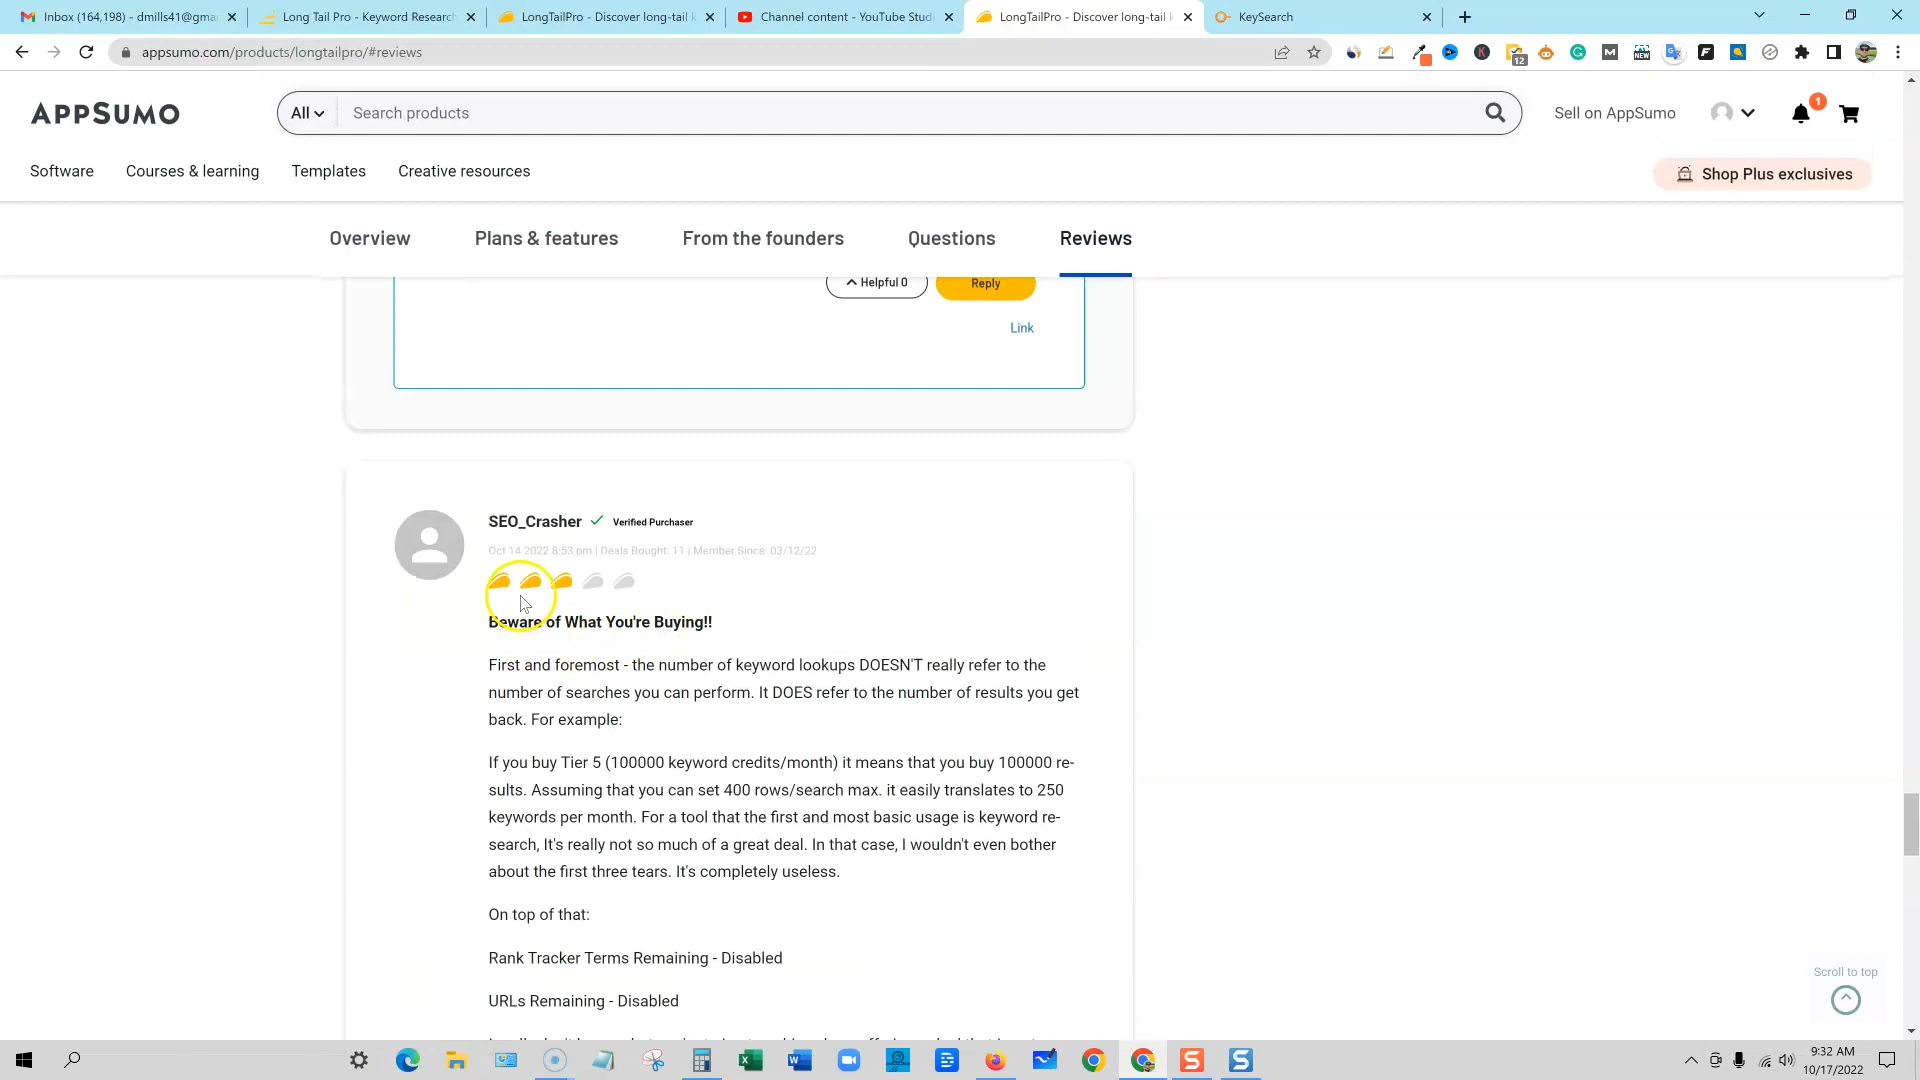 Inbox (164,198) - dmills41@gma
Long Tail Pro - Keyword Research
LongTailPro - Discover long-tail k
Channel content - YouTube Studi
LongTailPro - Discover long-tail k
KeySearch
appsumo.com/products/longtailpro/#reviews
12
NEW
APPSUMO
All
Search products
Sell on AppSumo
1
Software
Courses & learning
Templates
Creative resources
Shop Plus exclusives
Overview
Plans & features
From the founders
Questions
Reviews
Helpful 0
Reply
Link
SEO_Crasher
Verified Purchaser
Oct 14 2022 8:53 pm | Deals Bought: 11 | Member Since: 03/12/22
Beware of What You're Buying!!
First and foremost - the number of keyword lookups DOESN'T really refer to the
number of searches you can perform. It DOES refer to the number of results you get
back. For example:
If you buy Tier 5 (100000 keyword credits/month) it means that you buy 100000 re-
sults. Assuming that you can set 400 rows/search max. it easily translates to 250
keywords per month. For a tool that the first and most basic usage is keyword re-
search, It's really not so much of a great deal. In that case, I wouldn't even bother
about the first three tears. It's completely useless.
On top of that:
Rank Tracker Terms Remaining - Disabled
URLs Remaining - Disabled
Scroll to top
9:32 AM
10/17/2022